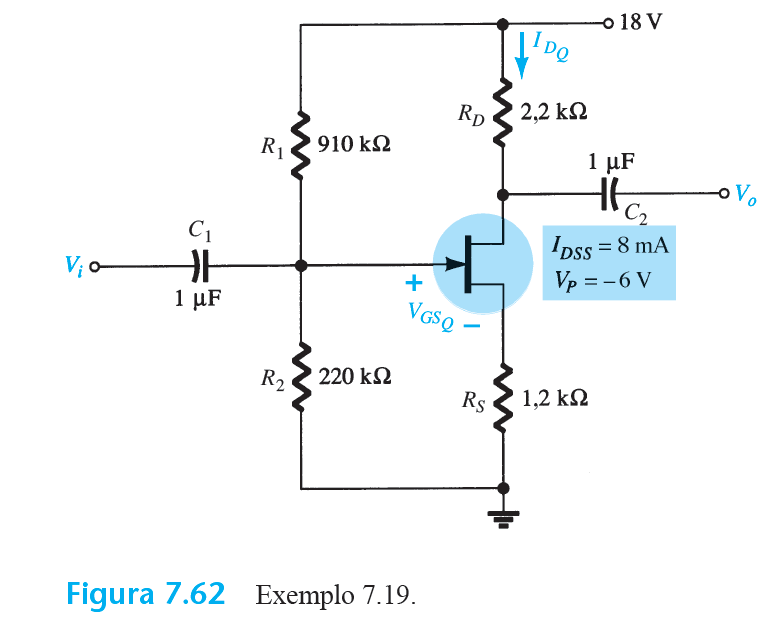 18 V
I_DQ
R_D 2,2 kΩ
R_1 910 kΩ
1 µF
V_o
C_2
C_1
I_DSS = 8 mA
V_i
V_P = –6 V
+
1 µF
V_GSQ –
R_2 220 kΩ
R_S 1,2 kΩ
Figura 7.62 Exemplo 7.19.